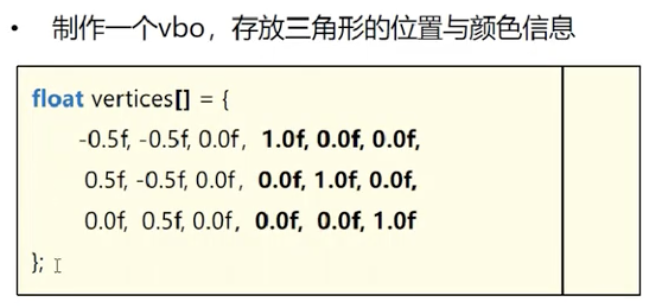 • 制作一个vbo，存放三角形的位置与颜色信息
float vertices[] = {
-0.5f, -0.5f, 0.0f，1.0f, 0.0f, 0.0f,
0.5f, -0.5f, 0.0f，0.0f, 1.0f, 0.0f,
0.0f, 0.5f, 0.0f，0.0f, 0.0f, 1.0f
};